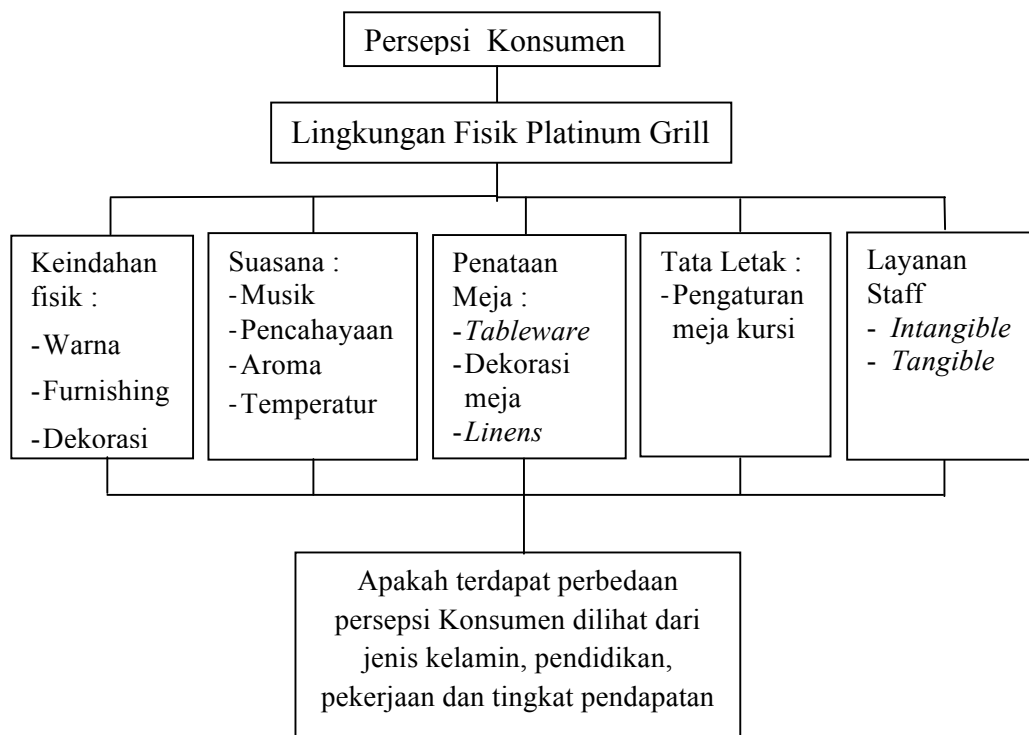 Persepsi Konsumen
Lingkungan Fisik Platinum Grill
Keindahan
fisik :
-Warna
-Furnishing
-Dekorasi
Suasana :
-Musik
-Pencahayaan
-Aroma
-Temperatur
Penataan
Meja :
-Tableware
-Dekorasi
meja
-Linens
Tata Letak :
-Pengaturan
meja kursi
Layanan
Staff
- Intangible
- Tangible
Apakah terdapat perbedaan
persepsi Konsumen dilihat dari
jenis kelamin, pendidikan,
pekerjaan dan tingkat pendapatan